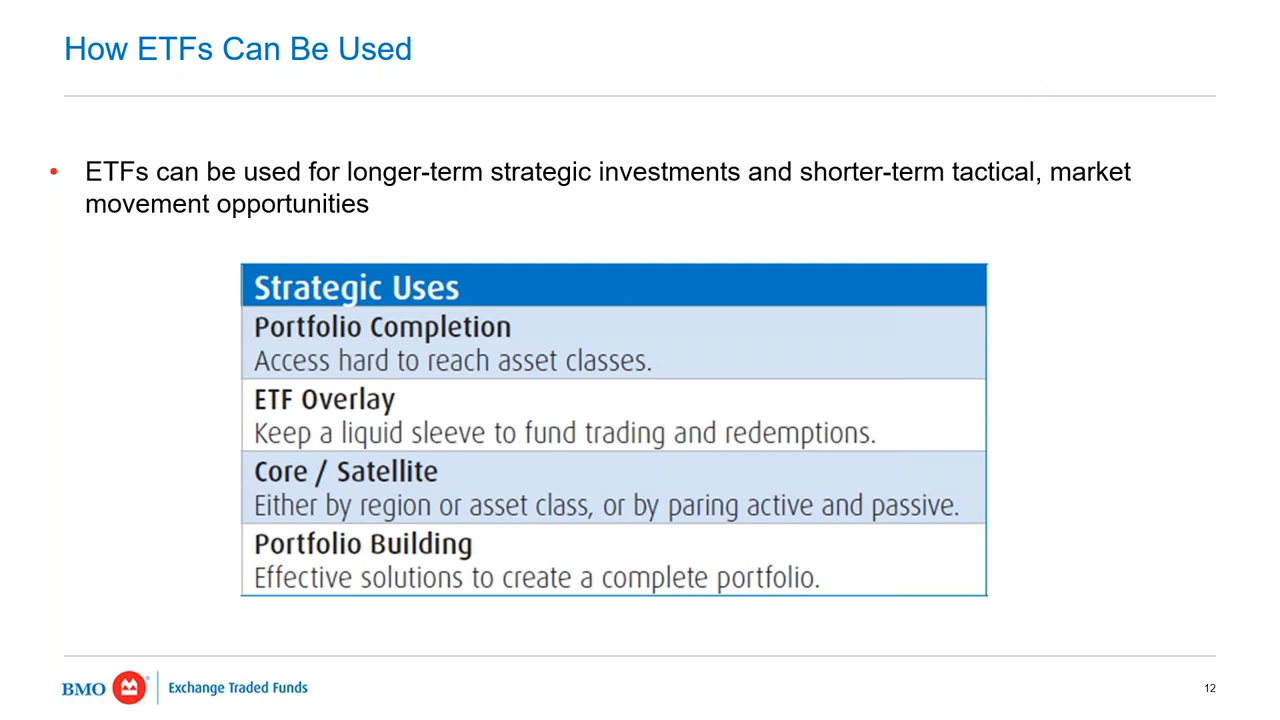 How ETFs Can Be Used
• ETFs can be used for longer-term strategic investments and shorter-term tactical, market
movement opportunities
Strategic Uses
Portfolio Completion
Access hard to reach asset classes.
ETF Overlay
Keep a liquid sleeve to fund trading and redemptions.
Core / Satellite
Either by region or asset class, or by paring active and passive.
Portfolio Building
Effective solutions to create a complete portfolio.
BMO Exchange Traded Funds
12